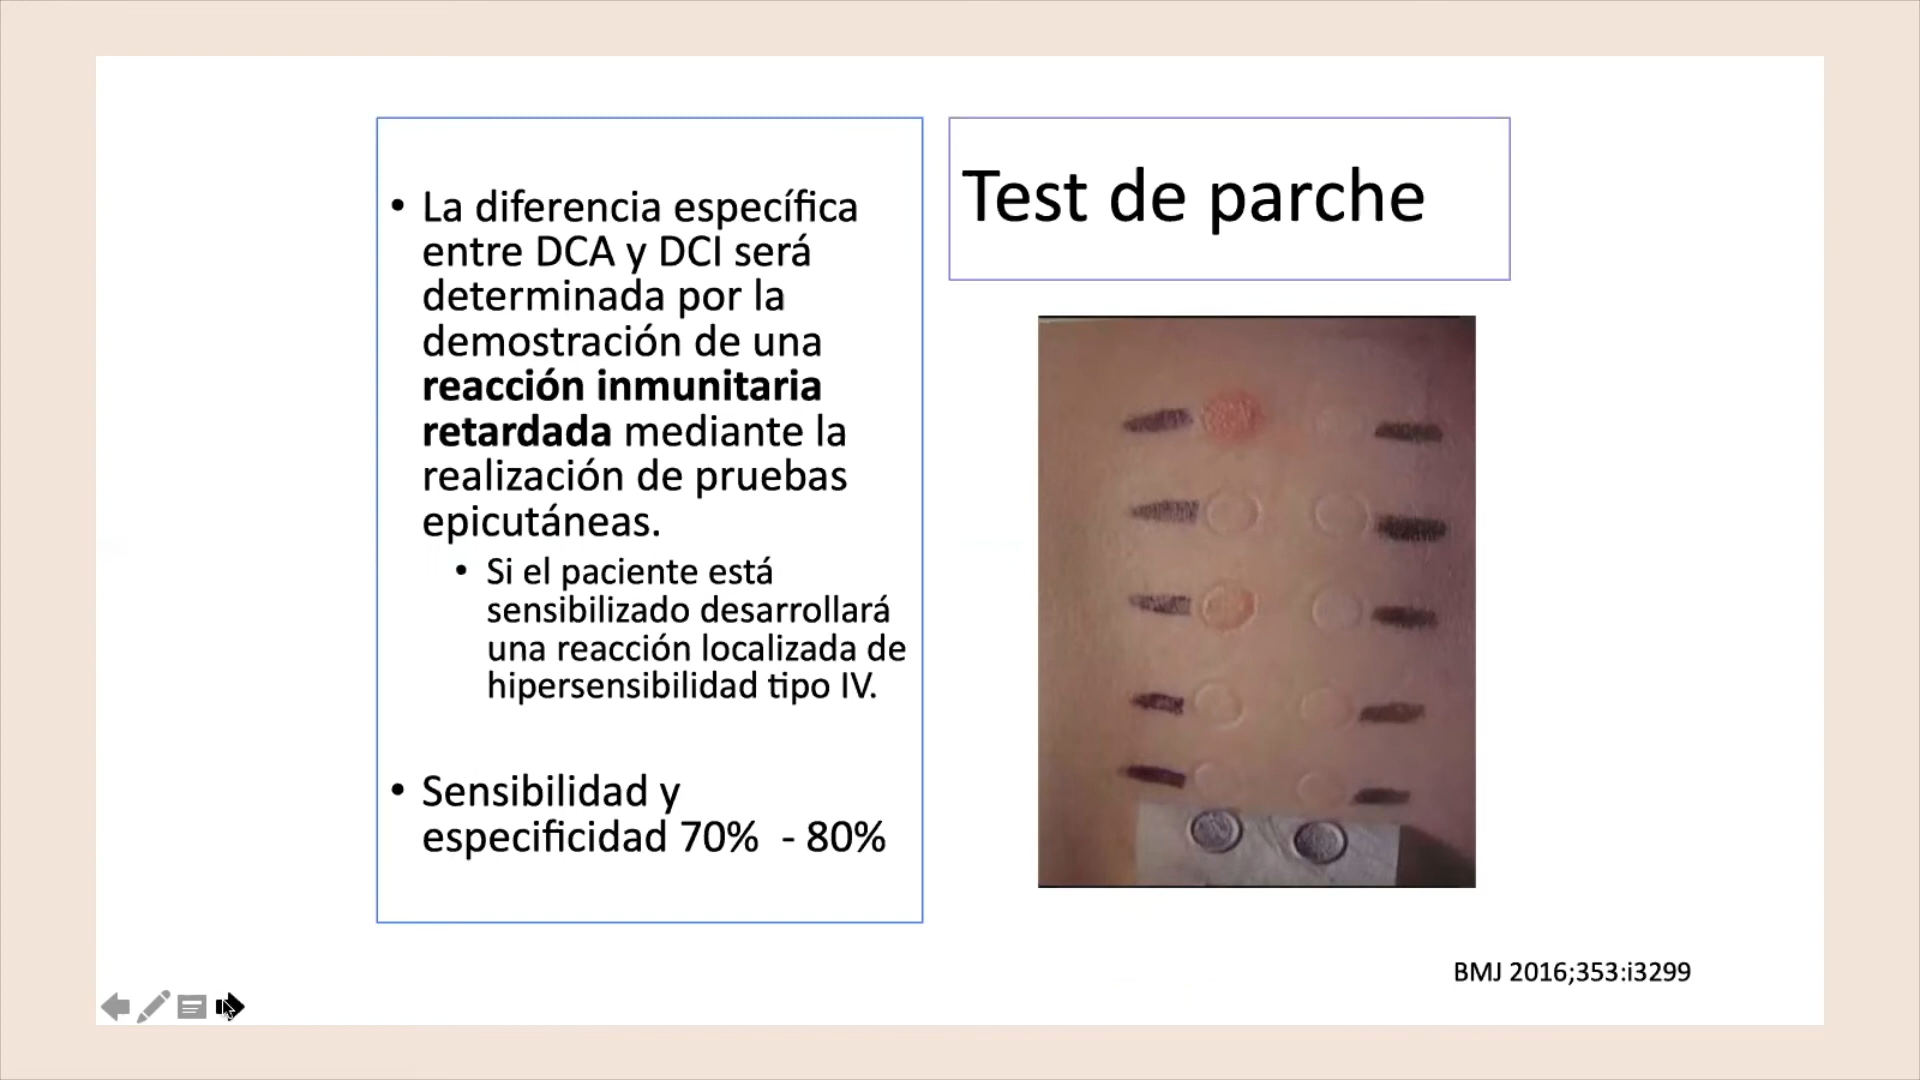 • La diferencia específica
entre DCA y DCI será
determinada por la
demostración de una
reacción inmunitaria
retardada mediante la
realización de pruebas
epicutáneas.
• Si el paciente está
sensibilizado desarrollará
una reacción localizada de
hipersensibilidad tipo IV.
• Sensibilidad y
especificidad 70%  - 80%
Test de parche
BMJ 2016;353:i3299